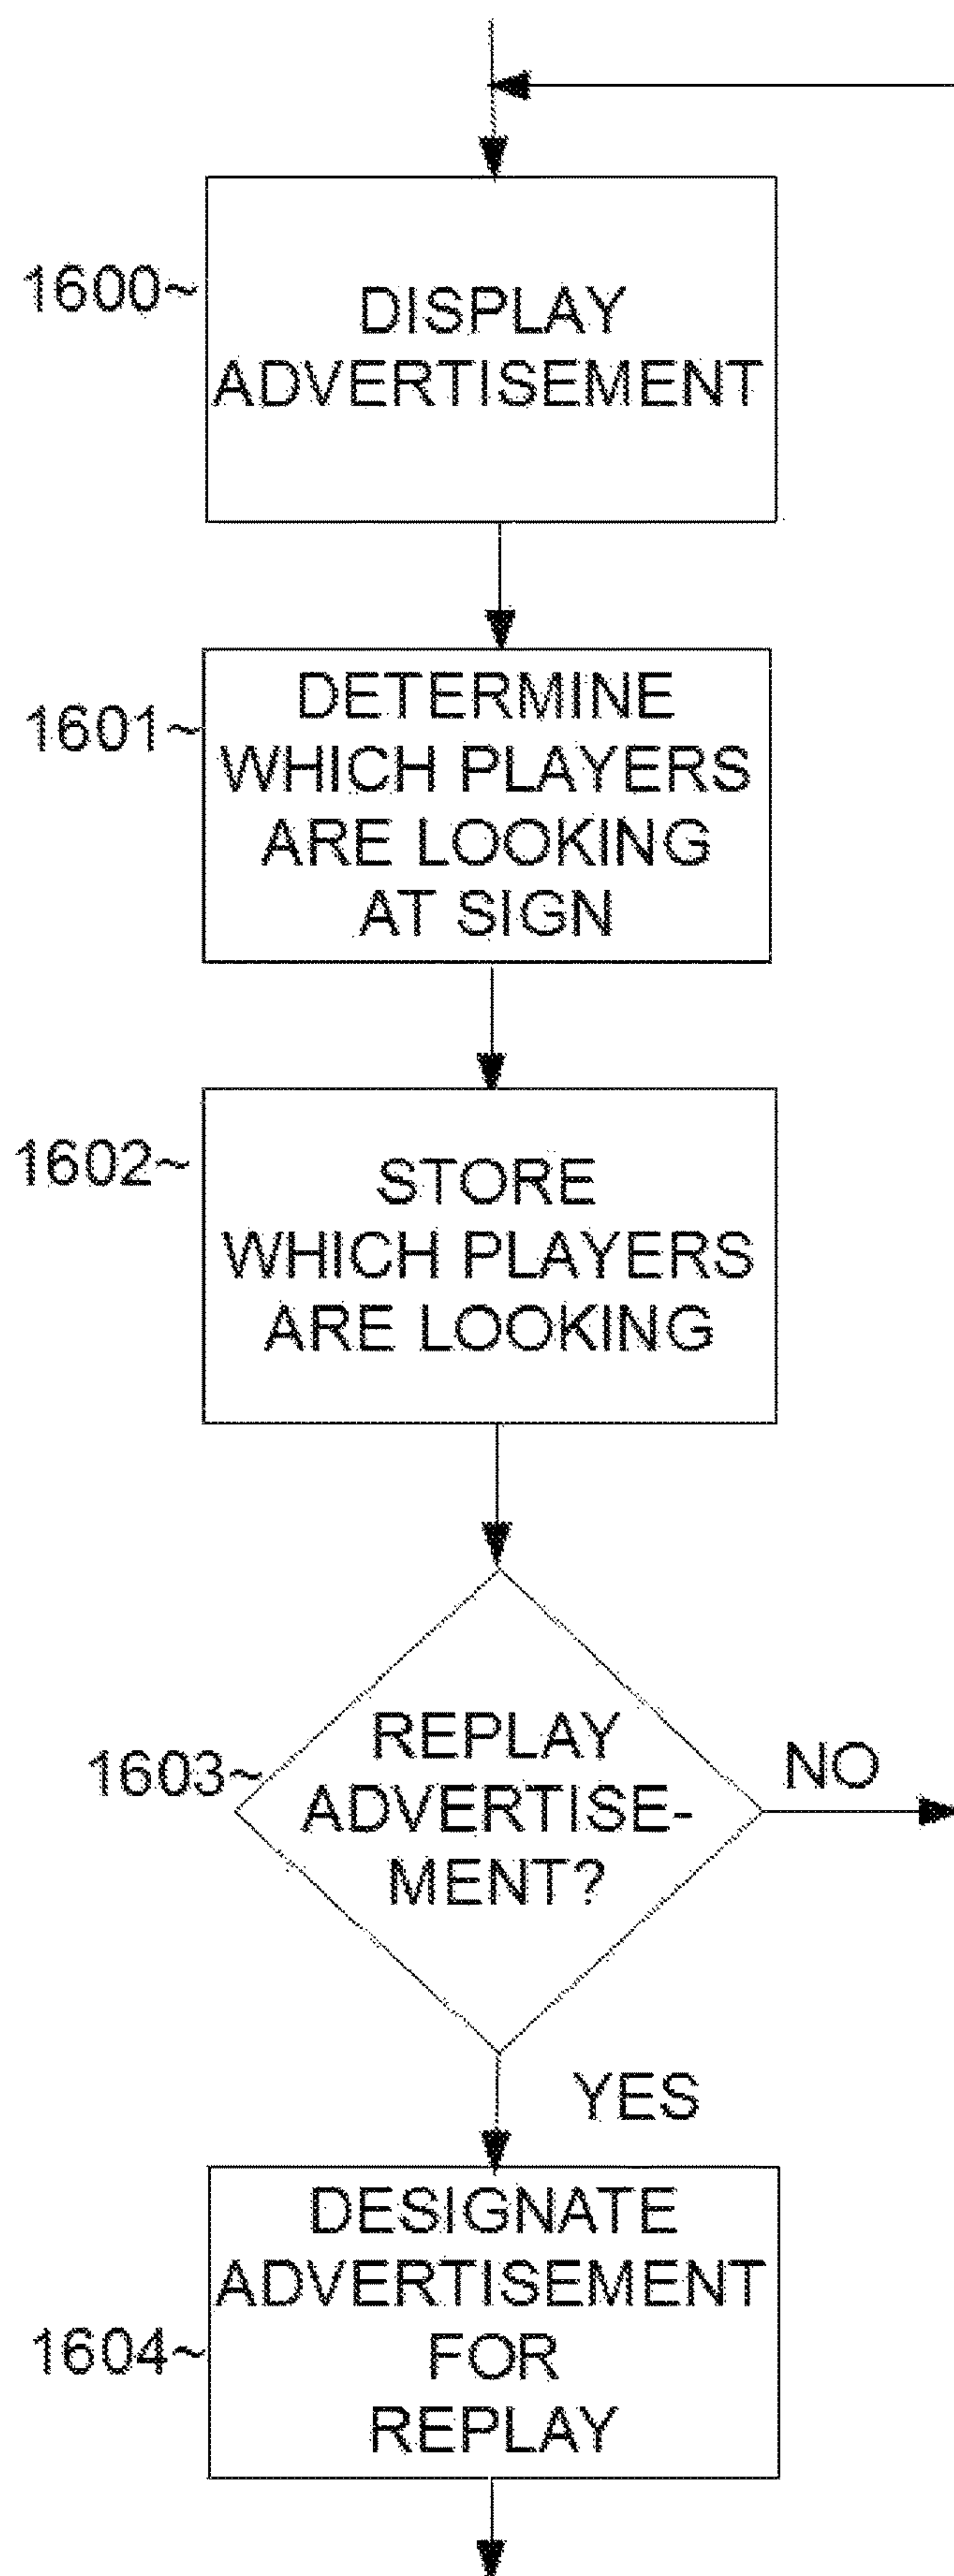 1600~
DISPLAY
ADVERTISEMENT
1601~
DETERMINE
WHICH PLAYERS
ARE LOOKING
AT SIGN
1602~
STORE
WHICH PLAYERS
ARE LOOKING
1603~
REPLAY
ADVERTISE-
MENT?
NO
YES
1604~
DESIGNATE
ADVERTISEMENT
FOR
REPLAY